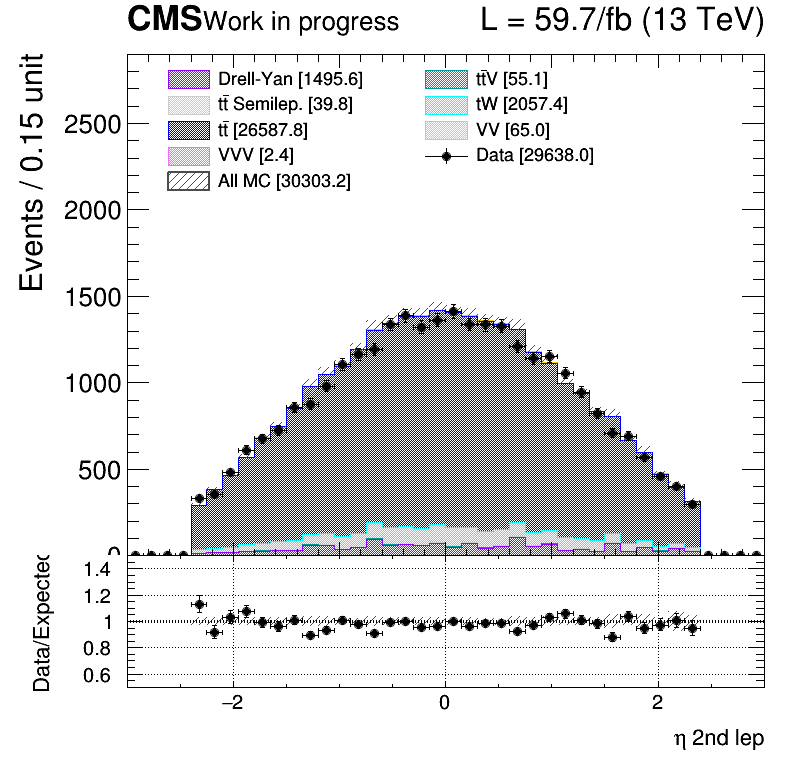 CMS Work in progress L = 59.7/fb (13 TeV)
Events / 0.15 unit
Drell-Yan [1495.6] tt̄V [55.1]
tt̄ Semilep. [39.8] tW [2057.4]
tt̄ [26587.8] VV [65.0]
VVV [2.4] Data [29638.0]
All MC [30303.2]
2500
2000
1500
1000
500
0
Data/Expected
1.4
1.2
1
0.8
0.6
−2 0 2
η 2nd lep